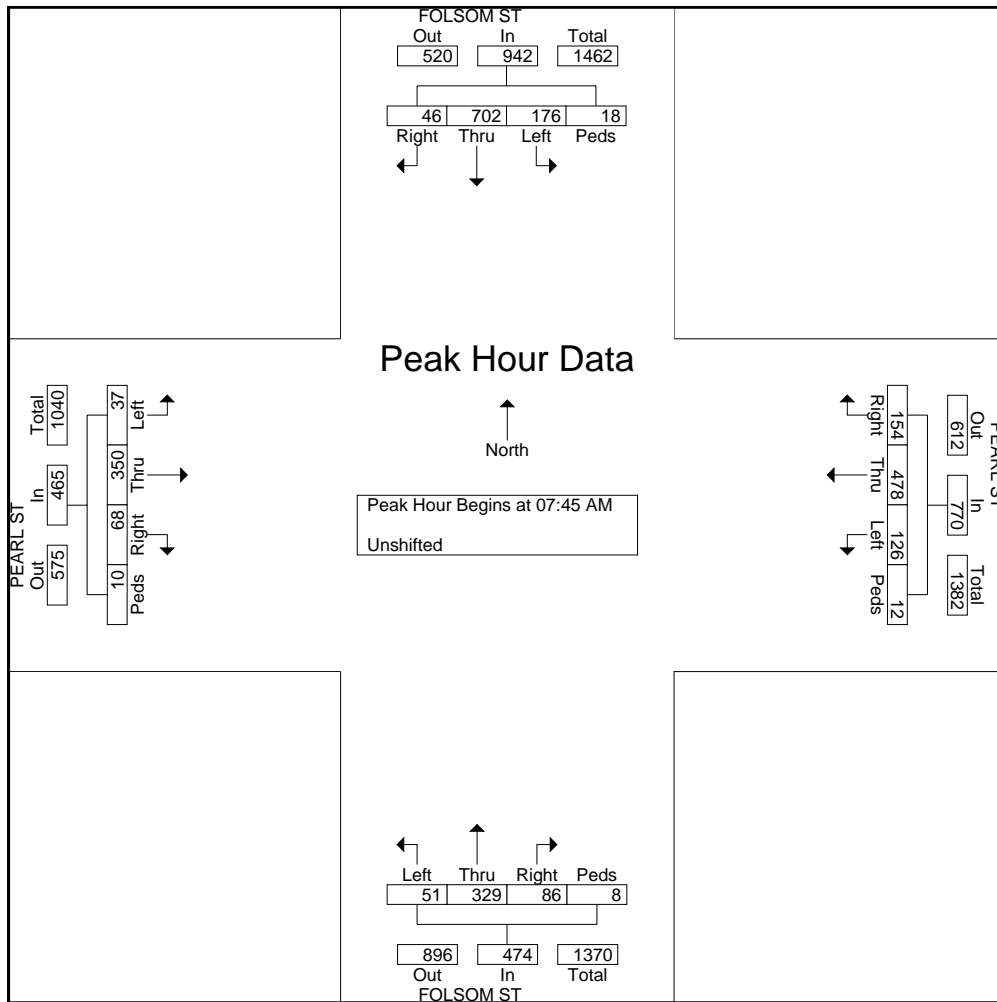 FOLSOM ST
Out In Total
520 942 1462
46 702 176 18
Right Thru Left Peds
Peak Hour Data
North
Peak Hour Begins at 07:45 AM
Unshifted
PEARL ST
Out In Total
575 465 1040
37 350 68 10
Left Thru Right Peds
PEARL ST
Out In Total
612 770 1382
154 478 126 12
Right Thru Left Peds
Left Thru Right Peds
51 329 86 8
896 474 1370
Out In Total
FOLSOM ST